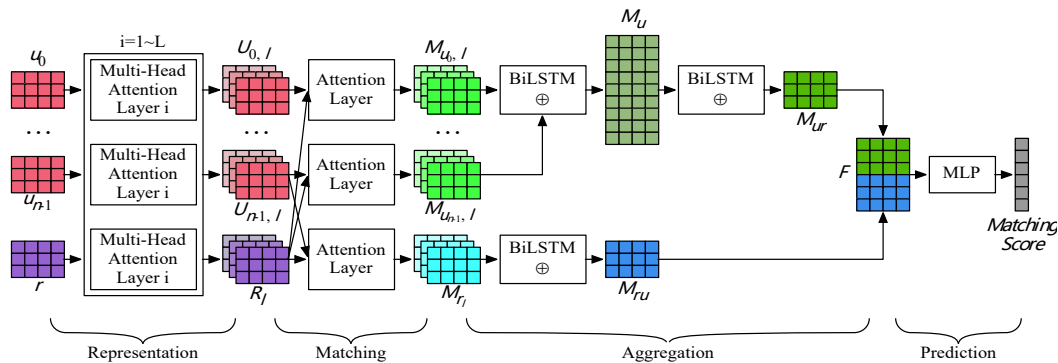 i=1~L
u0
Multi-Head
Attention
Layer i
U0, l
Attention
Layer
Mu0, l
BiLSTM
⊕
Mu
BiLSTM
⊕
Mur
...
...
...
un-1
Multi-Head
Attention
Layer i
Un-1, l
Attention
Layer
Mun-1, l
F
MLP
Matching
Score
r
Multi-Head
Attention
Layer i
Rl
Attention
Layer
Mrl
BiLSTM
⊕
Mru
Representation
Matching
Aggregation
Prediction